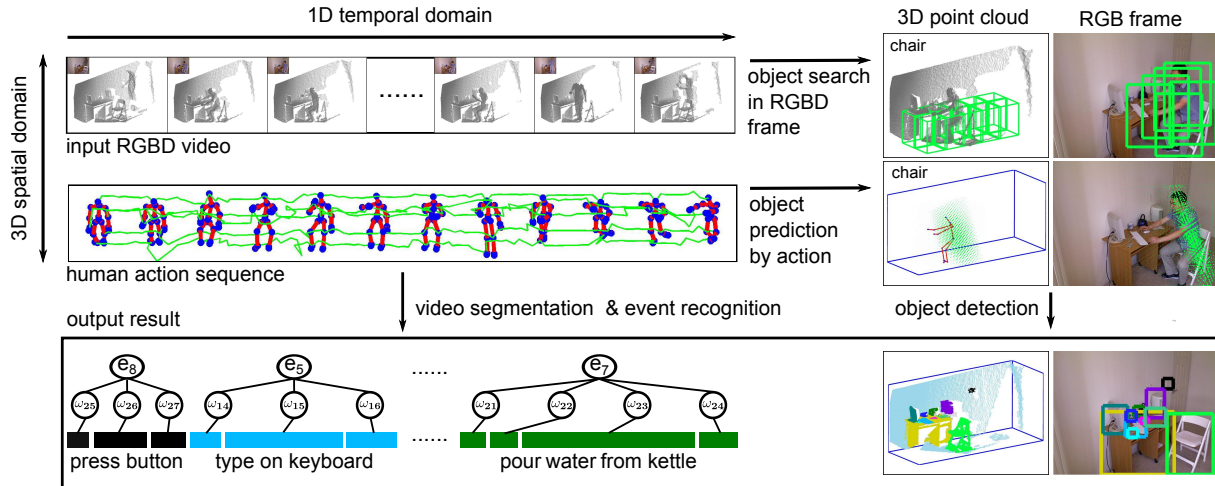 1D temporal domain
3D point cloud
RGB frame
3D spatial domain
chair
......
object search
in RGBD
frame
input RGBD video
chair
object
prediction
by action
human action sequence
video segmentation & event recognition
object detection
output result
e8
e5
......
e7
ω25
ω26
ω27
ω14
ω15
ω16
ω21
ω22
ω23
ω24
......
press button
type on keyboard
pour water from kettle